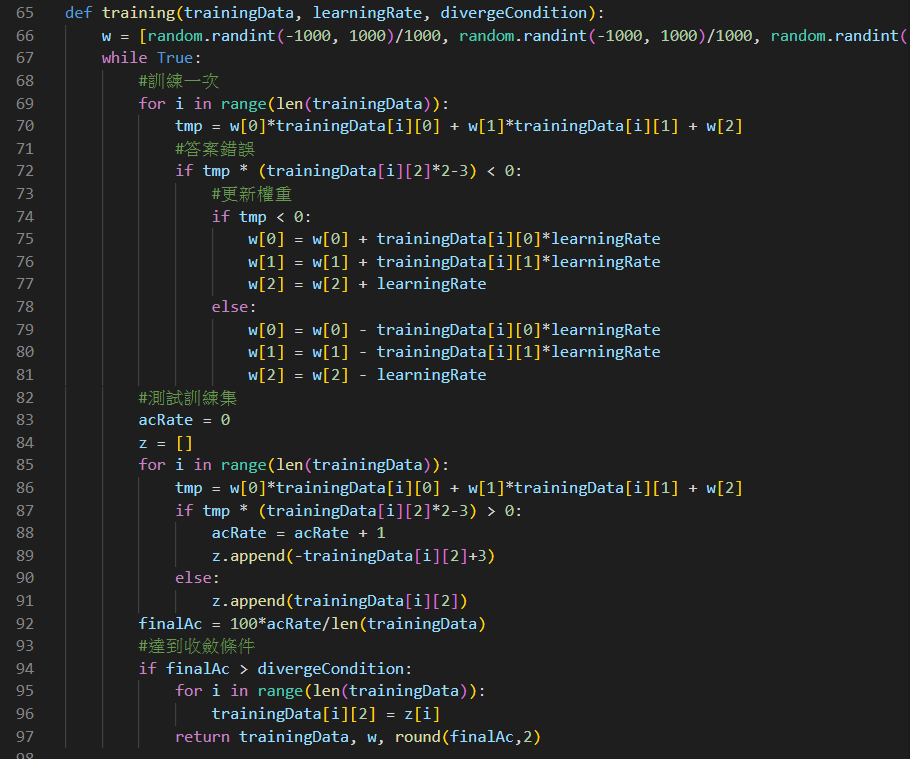 65 def training(trainingData, learningRate, divergeCondition):
66 w = [random.randint(-1000, 1000)/1000, random.randint(-1000, 1000)/1000, random.randint(
67 while True:
68 #訓練一次
69 for i in range(len(trainingData)):
70 tmp = w[0]*trainingData[i][0] + w[1]*trainingData[i][1] + w[2]
71 #答案錯誤
72 if tmp * (trainingData[i][2]*2-3) < 0:
73 #更新權重
74 if tmp < 0:
75 w[0] = w[0] + trainingData[i][0]*learningRate
76 w[1] = w[1] + trainingData[i][1]*learningRate
77 w[2] = w[2] + learningRate
78 else:
79 w[0] = w[0] - trainingData[i][0]*learningRate
80 w[1] = w[1] - trainingData[i][1]*learningRate
81 w[2] = w[2] - learningRate
82 #測試訓練集
83 acRate = 0
84 z = []
85 for i in range(len(trainingData)):
86 tmp = w[0]*trainingData[i][0] + w[1]*trainingData[i][1] + w[2]
87 if tmp * (trainingData[i][2]*2-3) > 0:
88 acRate = acRate + 1
89 z.append(-trainingData[i][2]+3)
90 else:
91 z.append(trainingData[i][2])
92 finalAc = 100*acRate/len(trainingData)
93 #達到收斂條件
94 if finalAc > divergeCondition:
95 for i in range(len(trainingData)):
96 trainingData[i][2] = z[i]
97 return trainingData, w, round(finalAc,2)